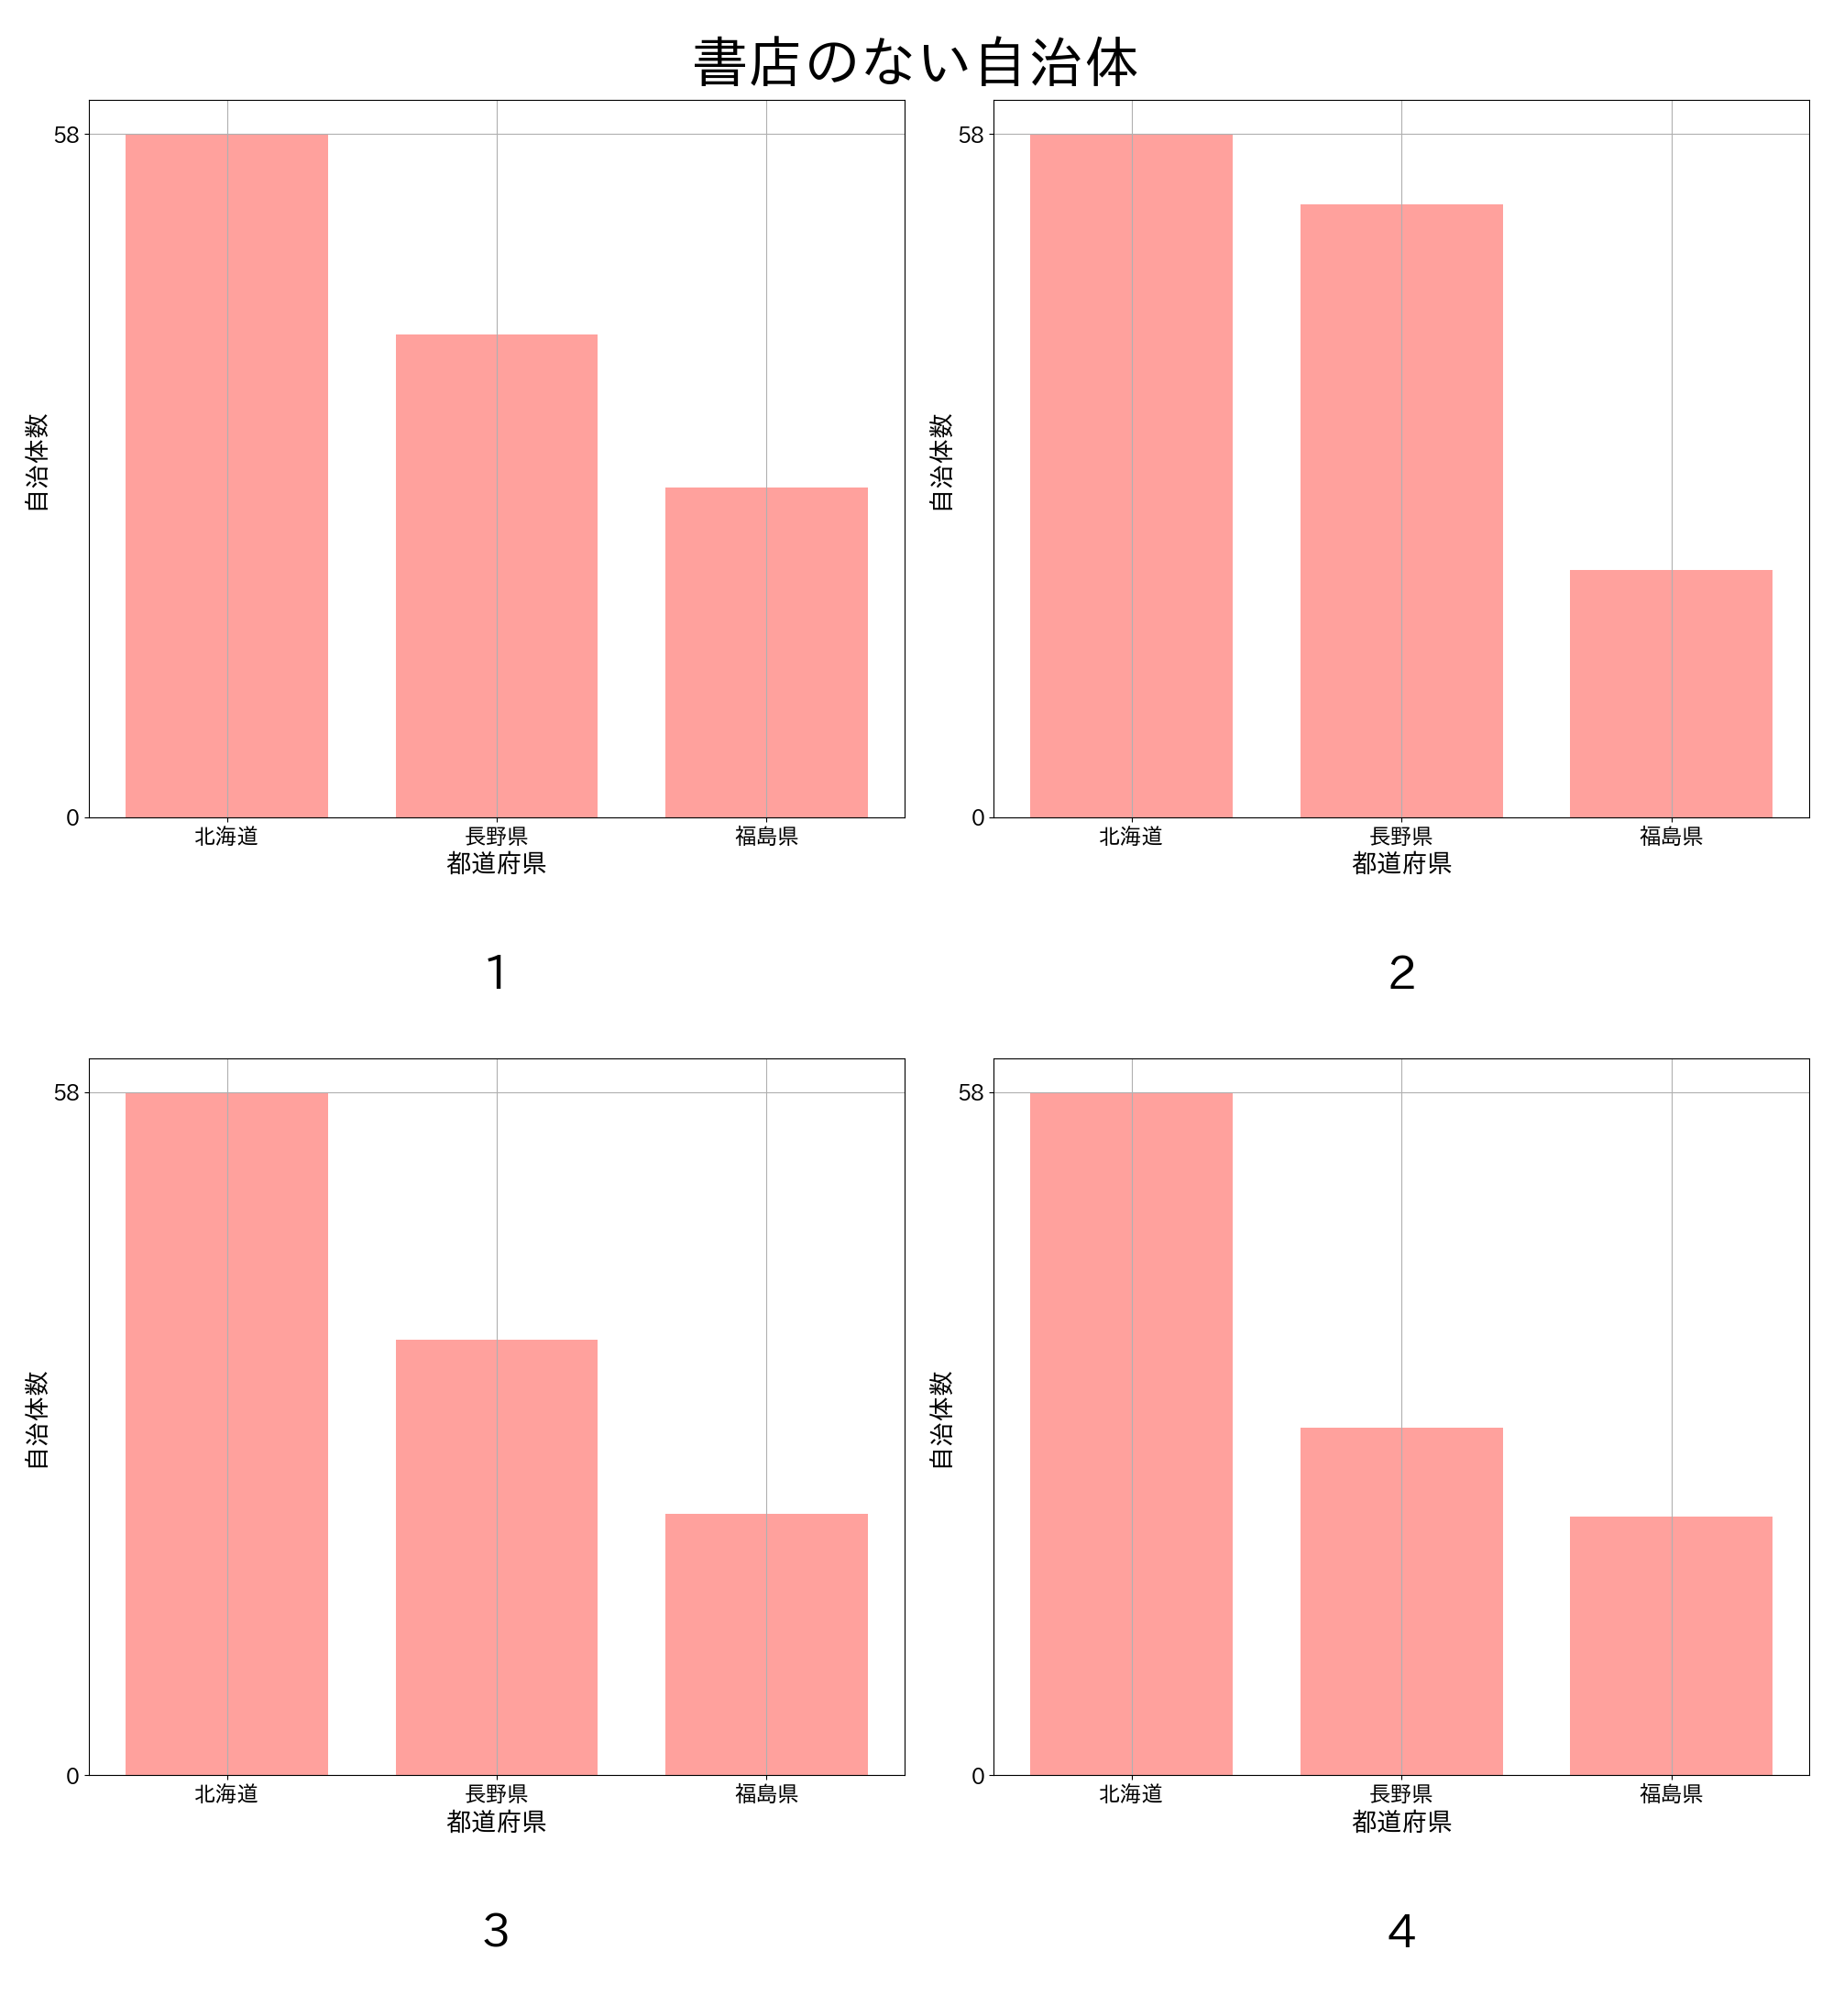 書店のない自治体
58
0
自治体数
北海道 長野県 福島県
都道府県
1
58
0
自治体数
北海道 長野県 福島県
都道府県
2
58
0
自治体数
北海道 長野県 福島県
都道府県
3
58
0
自治体数
北海道 長野県 福島県
都道府県
4